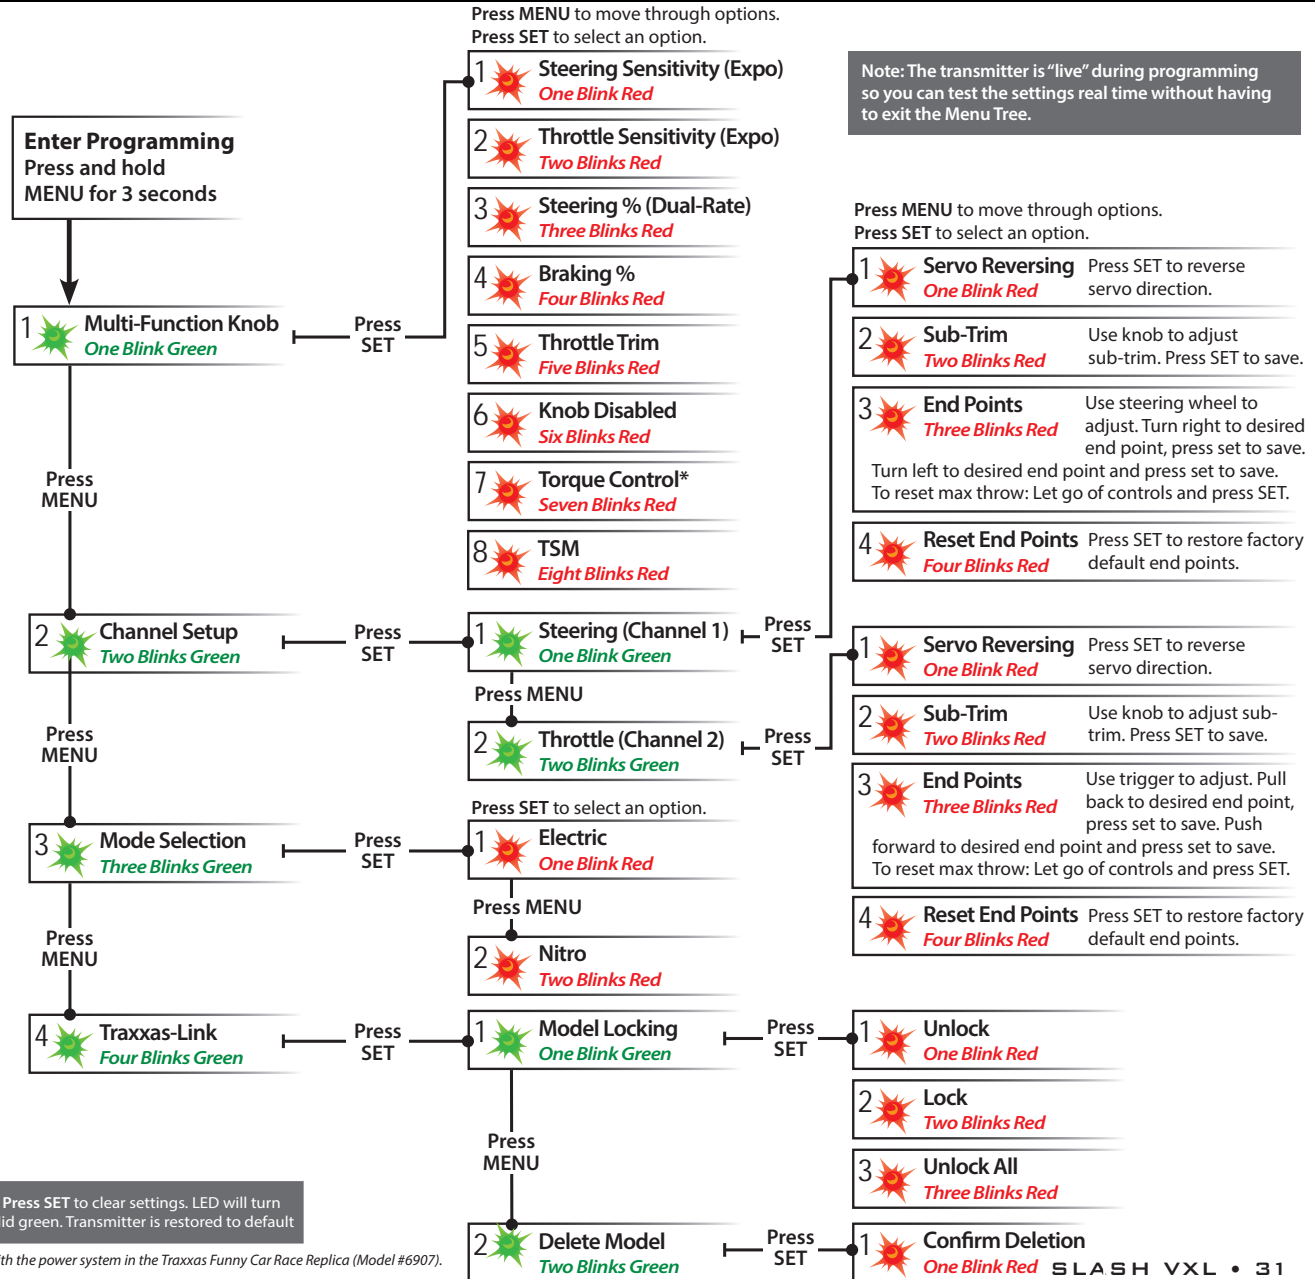 Press MENU to move through options.
Press SET to select an option.
Note: The transmitter is “live” during programming
so you can test the settings real time without having
to exit the Menu Tree.
Enter Programming
Press and hold
MENU for 3 seconds
1 Multi-Function Knob
One Blink Green
Press
SET
1 Steering Sensitivity (Expo)
One Blink Red
2 Throttle Sensitivity (Expo)
Two Blinks Red
3 Steering % (Dual-Rate)
Three Blinks Red
4 Braking %
Four Blinks Red
5 Throttle Trim
Five Blinks Red
6 Knob Disabled
Six Blinks Red
7 Torque Control*
Seven Blinks Red
8 TSM
Eight Blinks Red
Press
MENU
2 Channel Setup
Two Blinks Green
Press
SET
1 Steering (Channel 1)
One Blink Green
Press
SET
Press MENU to move through options.
Press SET to select an option.
1 Servo Reversing Press SET to reverse
One Blink Red servo direction.
2 Sub-Trim Use knob to adjust
Two Blinks Red sub-trim. Press SET to save.
3 End Points Use steering wheel to
Three Blinks Red adjust. Turn right to desired
end point, press set to save.
Turn left to desired end point and press set to save.
To reset max throw: Let go of controls and press SET.
4 Reset End Points Press SET to restore factory
Four Blinks Red default end points.
Press MENU
2 Throttle (Channel 2)
Two Blinks Green
Press
SET
1 Servo Reversing Press SET to reverse
One Blink Red servo direction.
2 Sub-Trim Use knob to adjust sub-
Two Blinks Red trim. Press SET to save.
3 End Points Use trigger to adjust. Pull
Three Blinks Red back to desired end point,
press set to save. Push
forward to desired end point and press set to save.
To reset max throw: Let go of controls and press SET.
4 Reset End Points Press SET to restore factory
Four Blinks Red default end points.
Press
MENU
3 Mode Selection
Three Blinks Green
Press
SET
Press SET to select an option.
1 Electric
One Blink Red
Press MENU
2 Nitro
Two Blinks Red
Press
MENU
4 Traxxas-Link
Four Blinks Green
Press
SET
1 Model Locking
One Blink Green
Press
SET
1 Unlock
One Blink Red
2 Lock
Two Blinks Red
3 Unlock All
Three Blinks Red
Press
MENU
2 Delete Model
Two Blinks Green
Press
SET
1 Confirm Deletion
One Blink Red
Press SET to clear settings. LED will turn
green. Transmitter is restored to default
the power system in the Traxxas Funny Car Race Replica (Model #6907).
SLASH VXL • 31